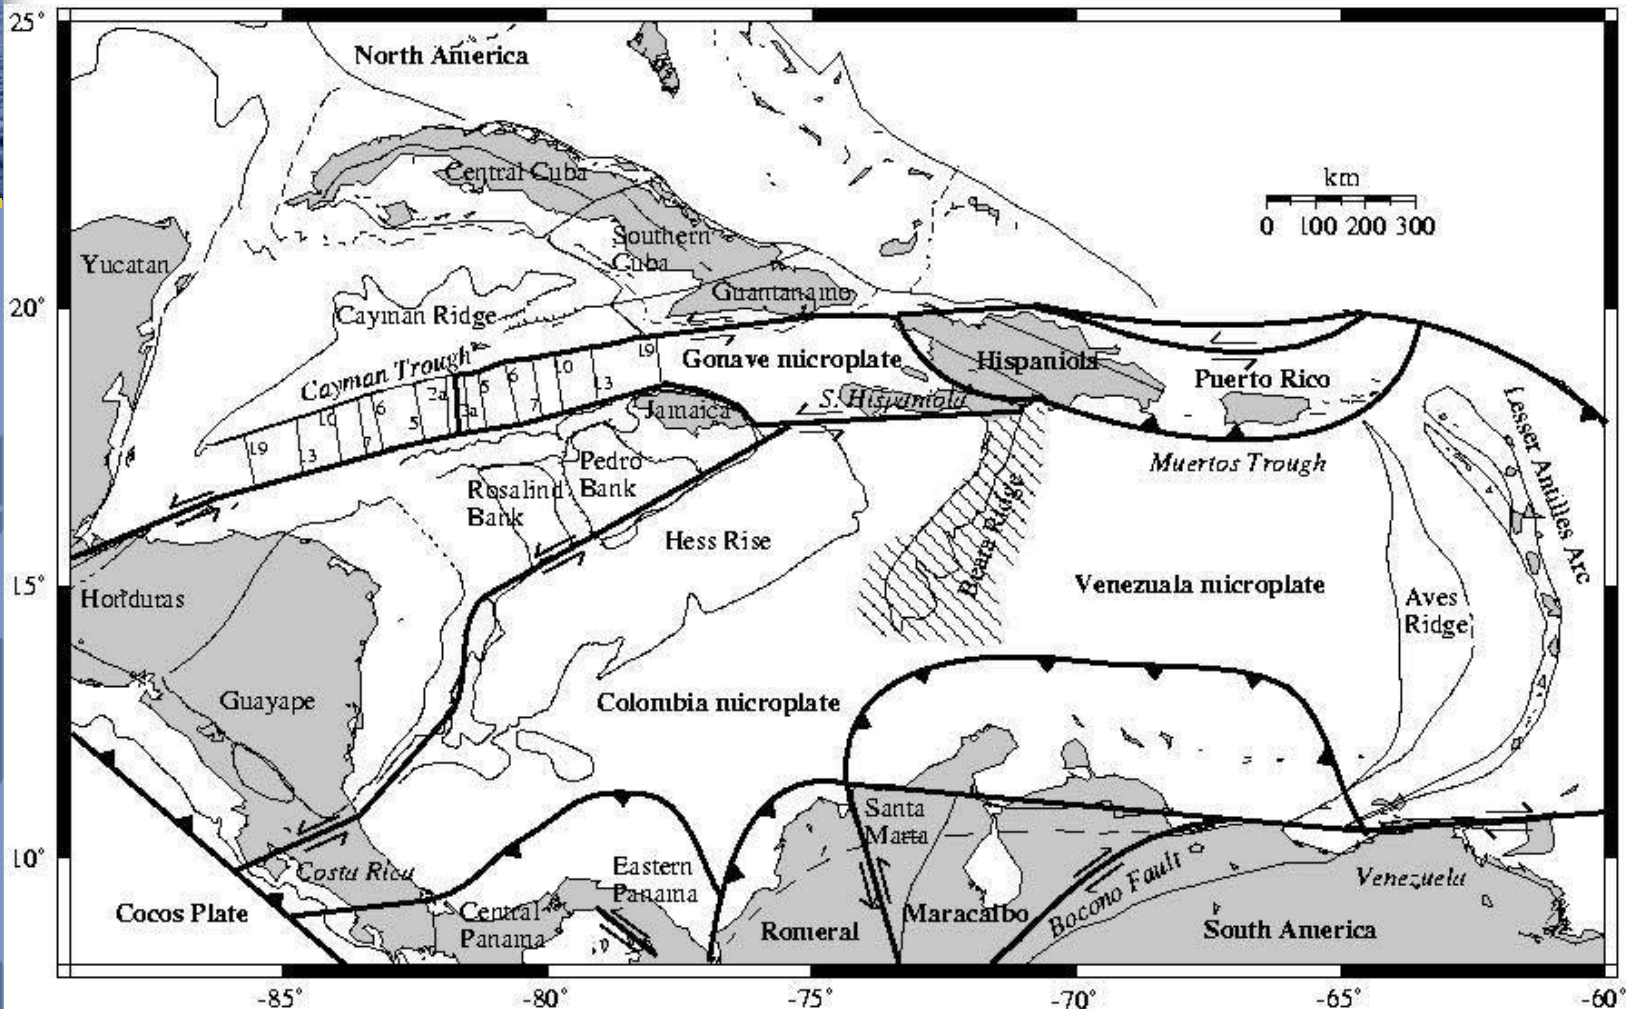 25°
North America
Central Cuba
km
0 100 200 300
Southern
Cuba
Yucatan
Guantanamo
20°
Cayman Ridge
Gonave microplate
Hispaniola
Puerto Rico
Cayman Trough
19
10
6
5
2a
3a
5
6
10
19
13
7
7
13
19
S. Hispaniola
Jamaica
Lesser Antilles Arc
Muertos Trough
Pedro
Bank
Rosalind
Bank
Hess Rise
Beata Ridge
15°
Honduras
Venezuala microplate
Aves
Ridge
Guayape
Colombia microplate
Santa
Marta
10°
Costa Rica
Eastern
Panama
Bocono Fault
Venezuela
Cocos Plate
Central
Panama
Romeral
Maracaibo
South America
-85°
-80°
-75°
-70°
-65°
-60°